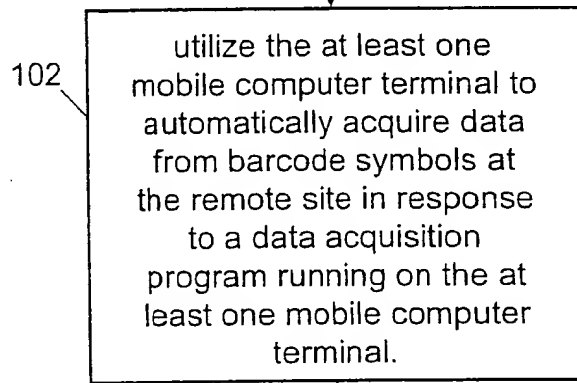 102
utilize the at least one
mobile computer terminal to
automatically acquire data
from barcode symbols at
the remote site in response
to a data acquisition
program running on the at
least one mobile computer
terminal.